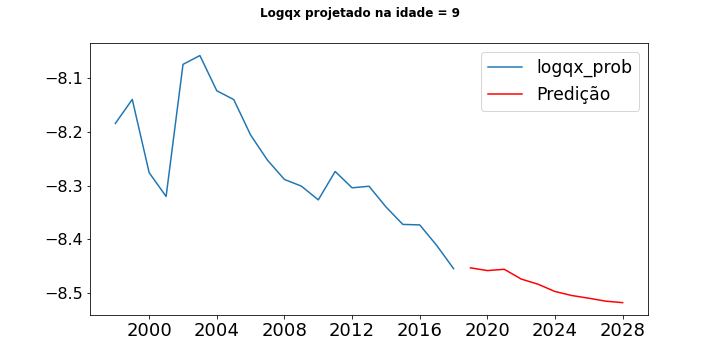 Logqx projetado na idade = 9
logqx_prob
Predição
−8.1
−8.2
−8.3
−8.4
−8.5
2000 2004 2008 2012 2016 2020 2024 2028